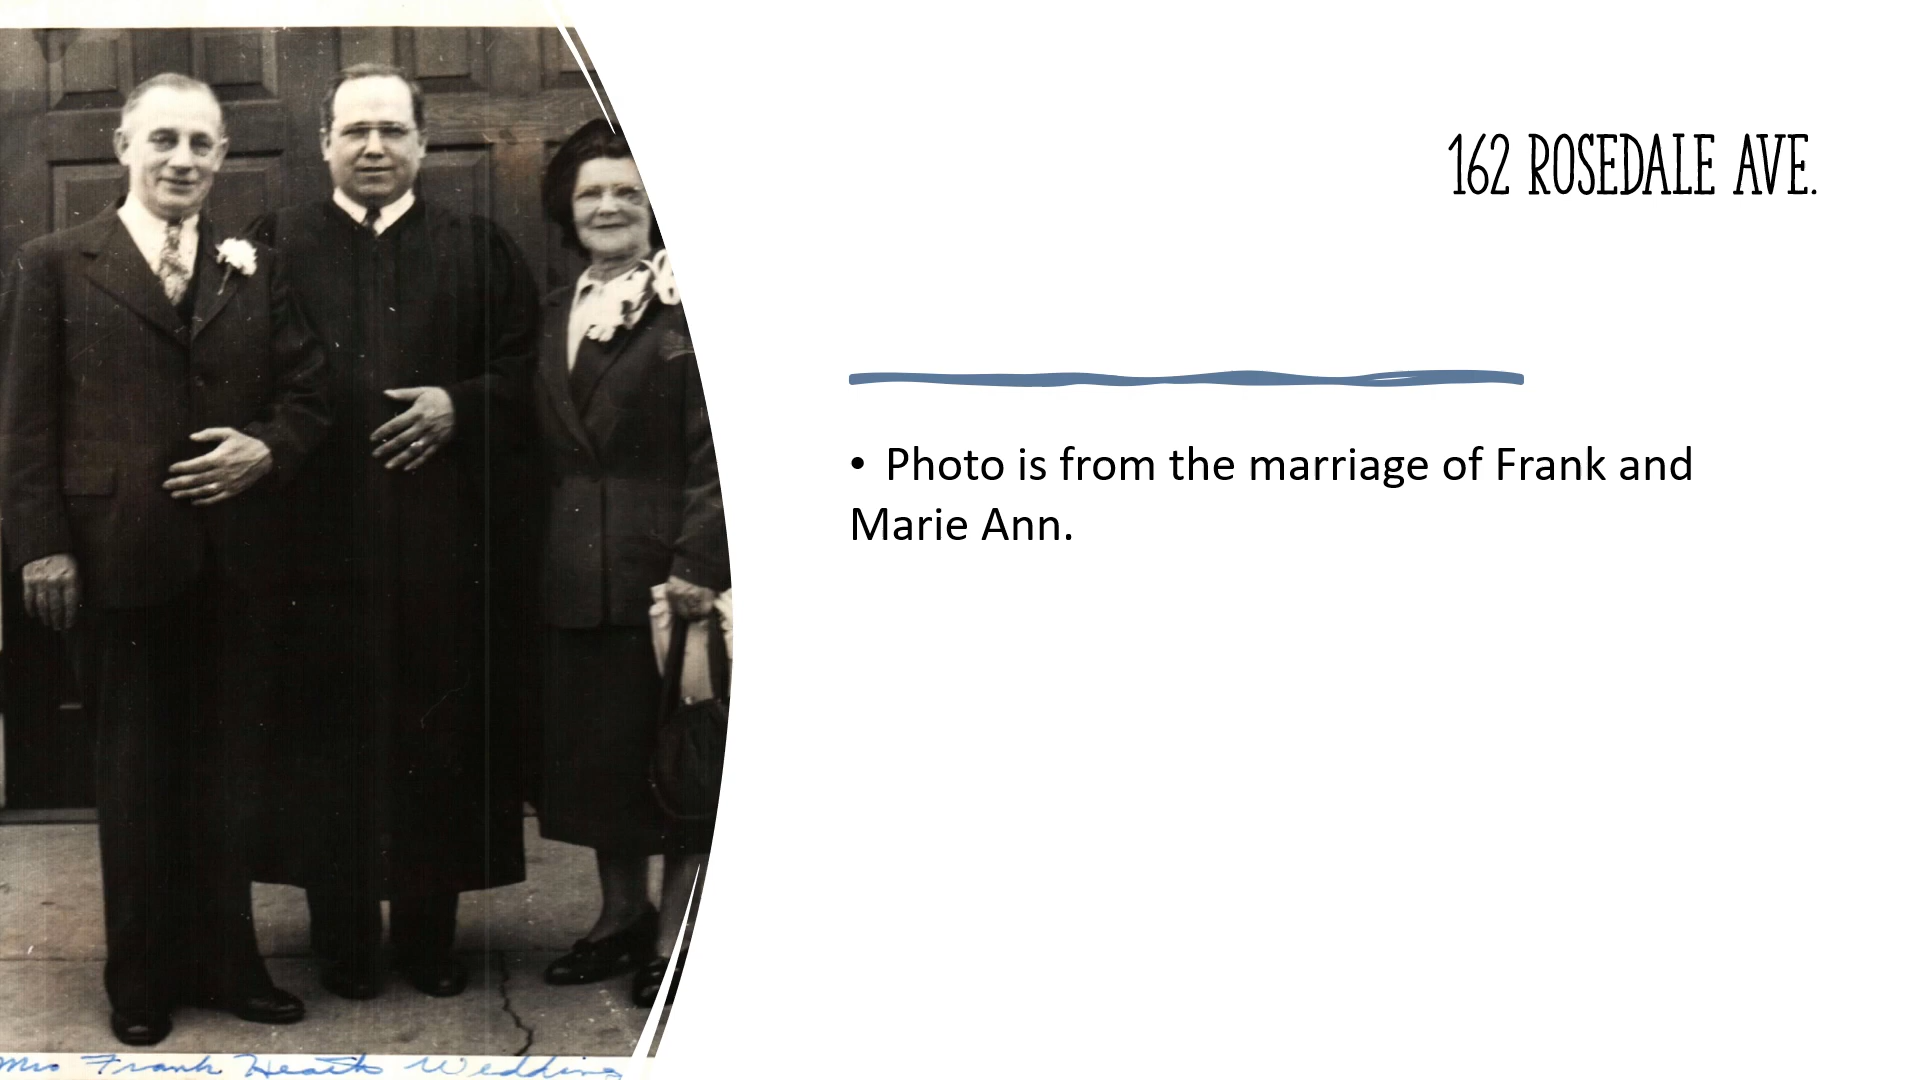 162 ROSEDALE AVE.
• Photo is from the marriage of Frank and
Marie Ann.
Mrs Frank Heath Wedding